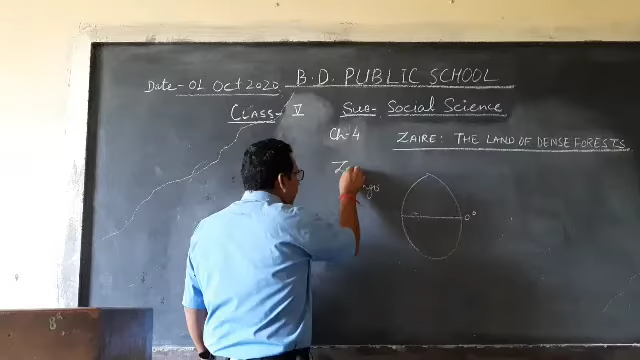 Date - 01 Oct 2020 B.D. PUBLIC SCHOOL
CLASS - V Sub - Social Science
Ch-4 ZAIRE: THE LAND OF DENSE FORESTS
0°
8th